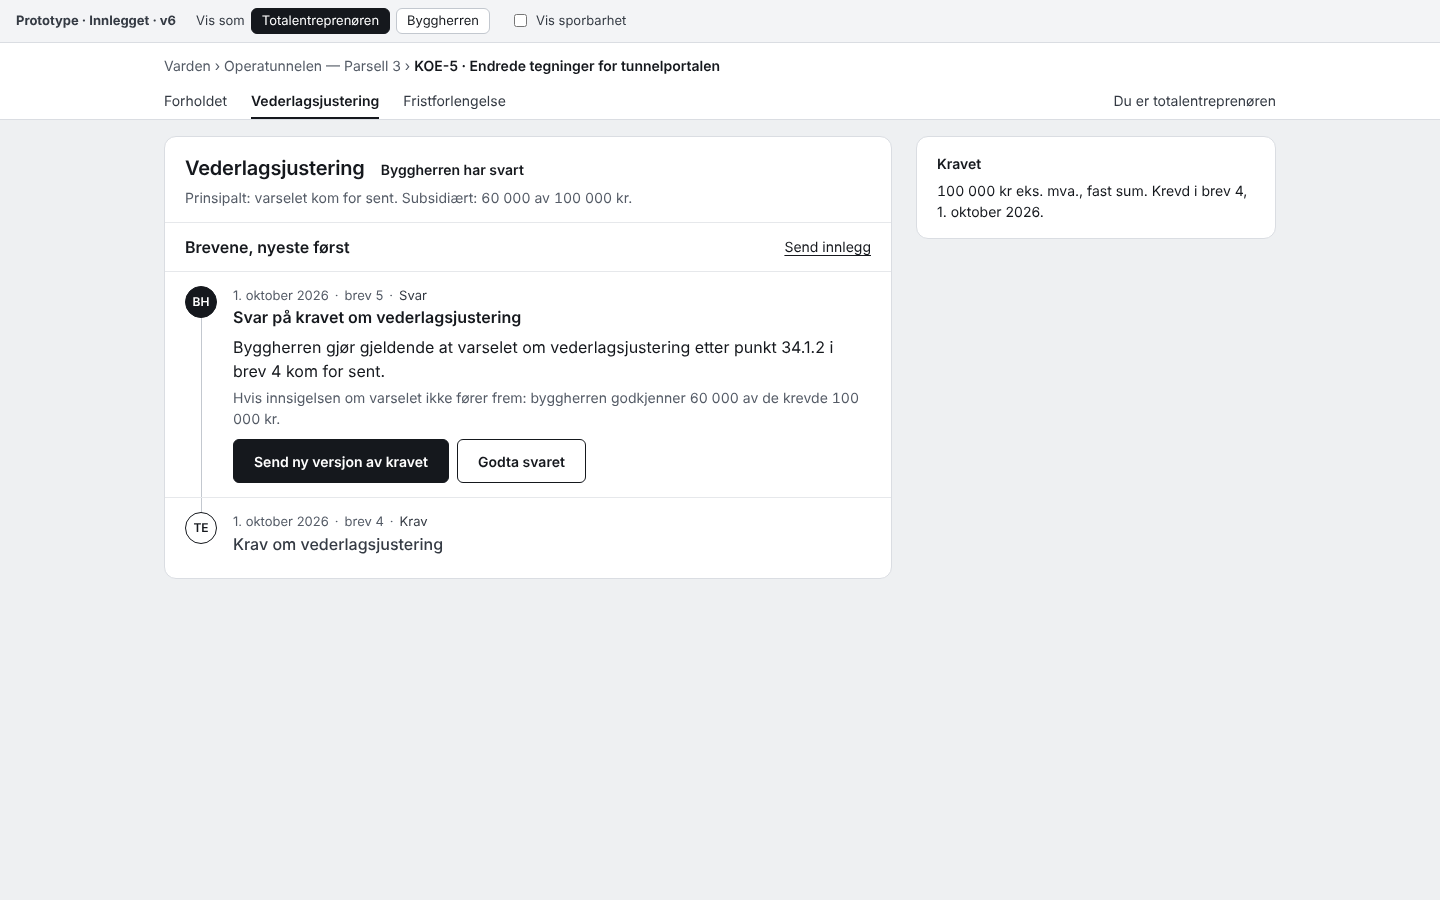 Prototype · Innlegget · v6 Vis som Totalentreprenøren Byggherren Vis sporbarhet
Varden › Operatunnelen — Parsell 3 › KOE-5 · Endrede tegninger for tunnelportalen
Forholdet Vederlagsjustering Fristforlengelse Du er totalentreprenøren
Vederlagsjustering Byggherren har svart
Prinsipalt: varselet kom for sent. Subsidiært: 60 000 av 100 000 kr.
Brevene, nyeste først Send innlegg
BH 1. oktober 2026 · brev 5 · Svar
Svar på kravet om vederlagsjustering
Byggherren gjør gjeldende at varselet om vederlagsjustering etter punkt 34.1.2 i
brev 4 kom for sent.
Hvis innsigelsen om varselet ikke fører frem: byggherren godkjenner 60 000 av de krevde 100
000 kr.
Send ny versjon av kravet Godta svaret
TE 1. oktober 2026 · brev 4 · Krav
Krav om vederlagsjustering
Kravet
100 000 kr eks. mva., fast sum. Krevd i brev 4,
1. oktober 2026.